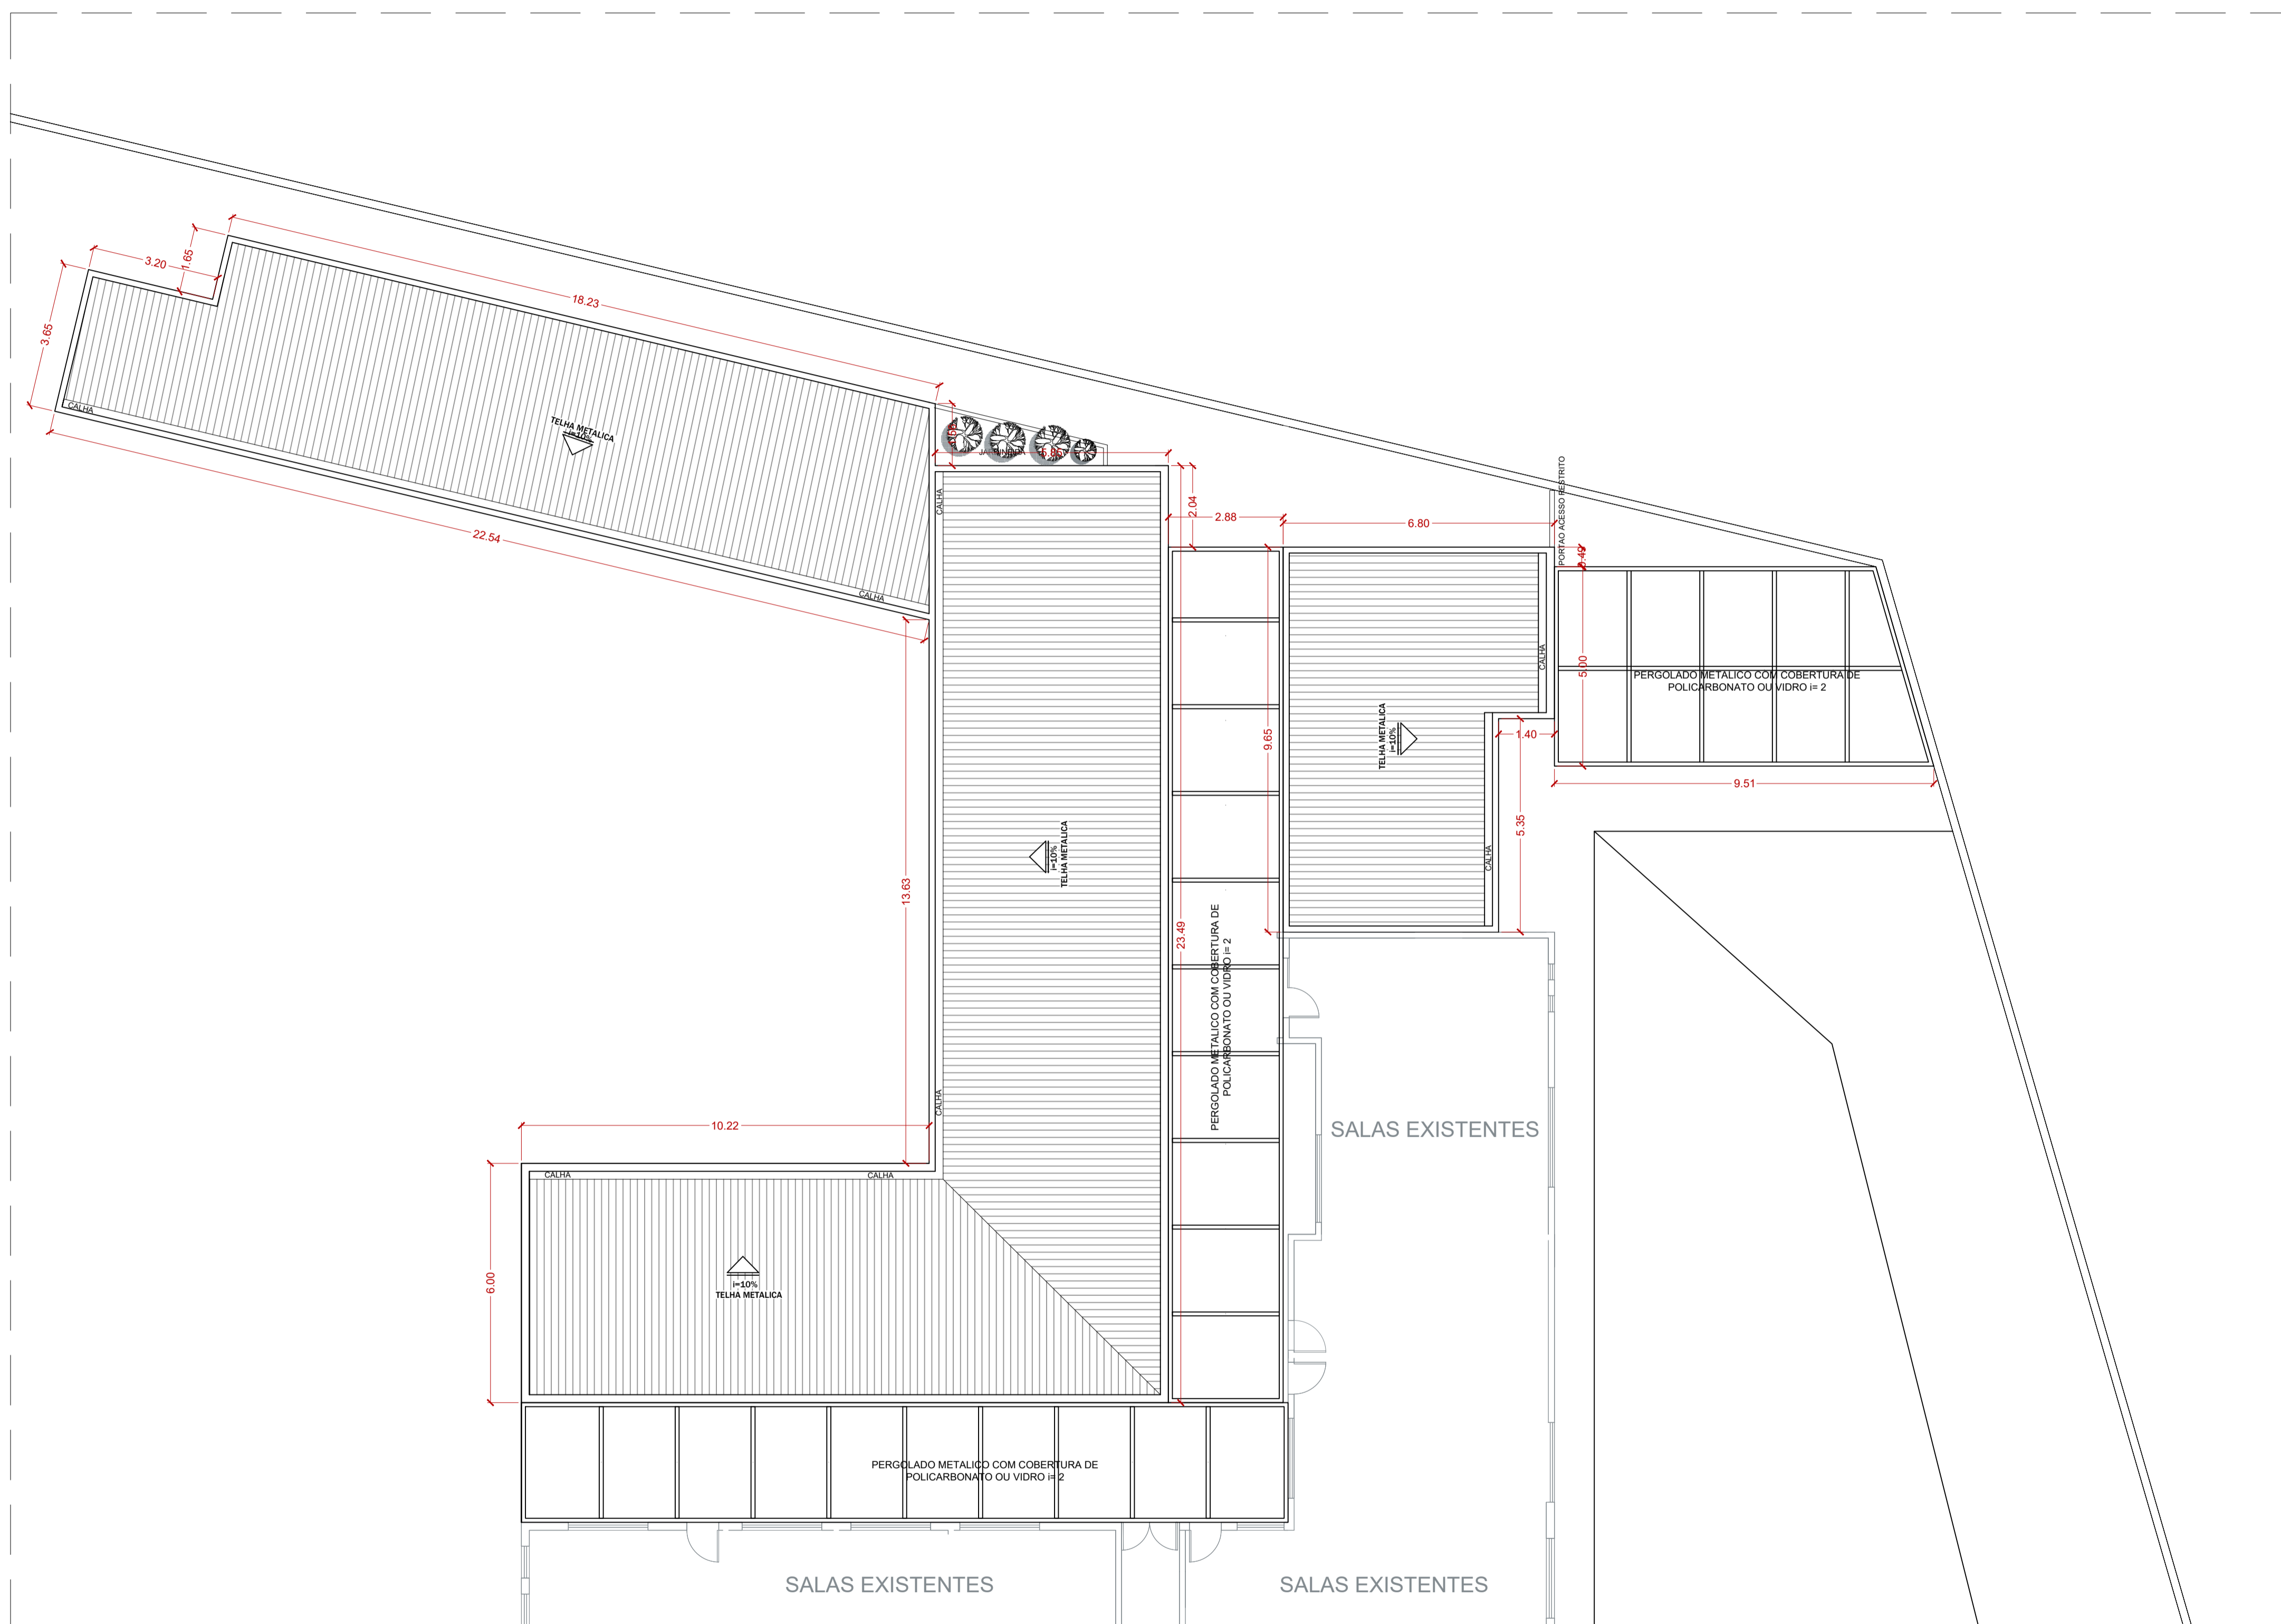 3.20
1.65
18.23
3.65
CALHA
TELHA METALICA
i=10%
22.54
CALHA
CALHA
2.04
2.88
6.80
PORTAO ACESSO RESTRITO
5.00
PERGOLADO METALICO COM COBERTURA DE
POLICARBONATO OU VIDRO i= 2
9.51
CALHA
1.40
9.65
TELHA METALICA
i=10%
5.35
CALHA
i=10%
TELHA METALICA
13.63
23.49
PERGOLADO METALICO COM COBERTURA DE
POLICARBONATO OU VIDRO i= 2
CALHA
10.22
SALAS EXISTENTES
CALHA
CALHA
6.00
i=10%
TELHA METALICA
PERGOLADO METALICO COM COBERTURA DE
POLICARBONATO OU VIDRO i= 2
SALAS EXISTENTES
SALAS EXISTENTES